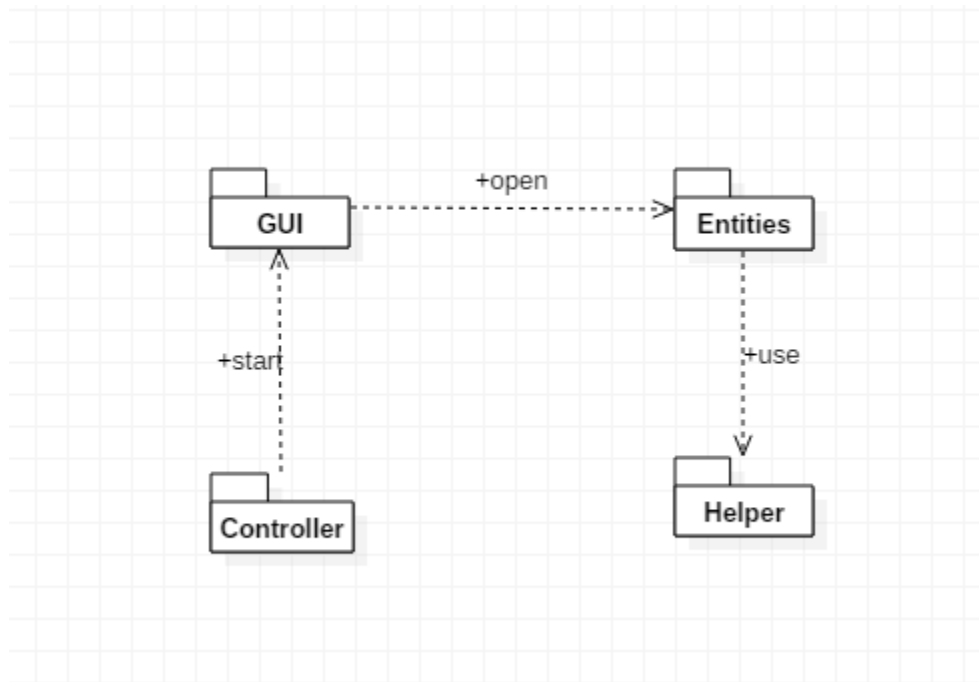 +open
GUI
Entities
+start
+use
Controller
Helper